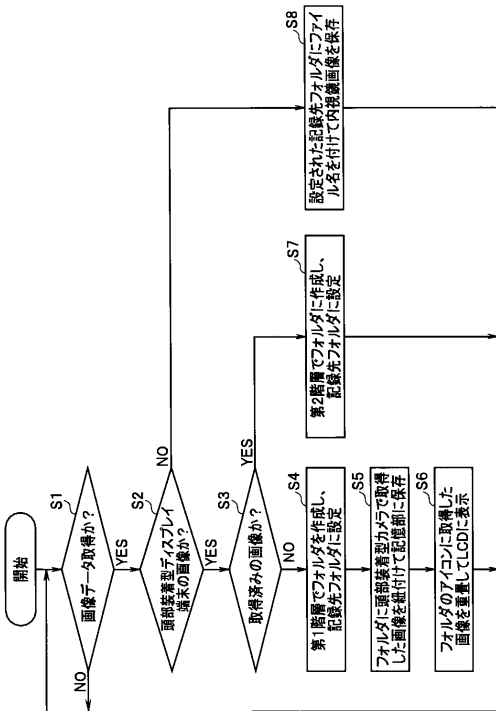 開始
S1
画像データ取得か?
NO
YES
S2
頭部装着型ディスプレイ
端末の画像か?
NO
YES
S3
取得済みの画像か?
YES
NO
S4
第1階層でフォルダを作成し、
記録先フォルダに設定
S5
フォルダに頭部装着型カメラで取得
した画像を紐付けて記憶部に保存
S6
フォルダのアイコンに取得した
画像を重畳してLCDに表示
S7
第2階層でフォルダに作成し、
記録先フォルダに設定
S8
設定された記録先フォルダにファイ
ル名を付けて内視鏡画像を保存